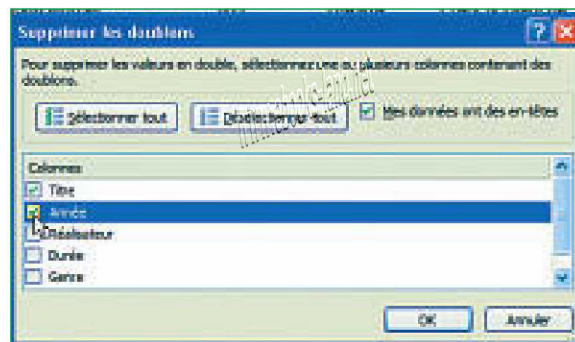 Supprimer les doublons
Pour supprimer les valeurs en double, sélectionnez une ou plusieurs colonnes contenant des
doublons.
Sélectionner tout
Désélectionner tout
Mes données ont des en-têtes
Colonnes
Titre
Année
Réalisateur
Durée
Genre
OK
Annuler